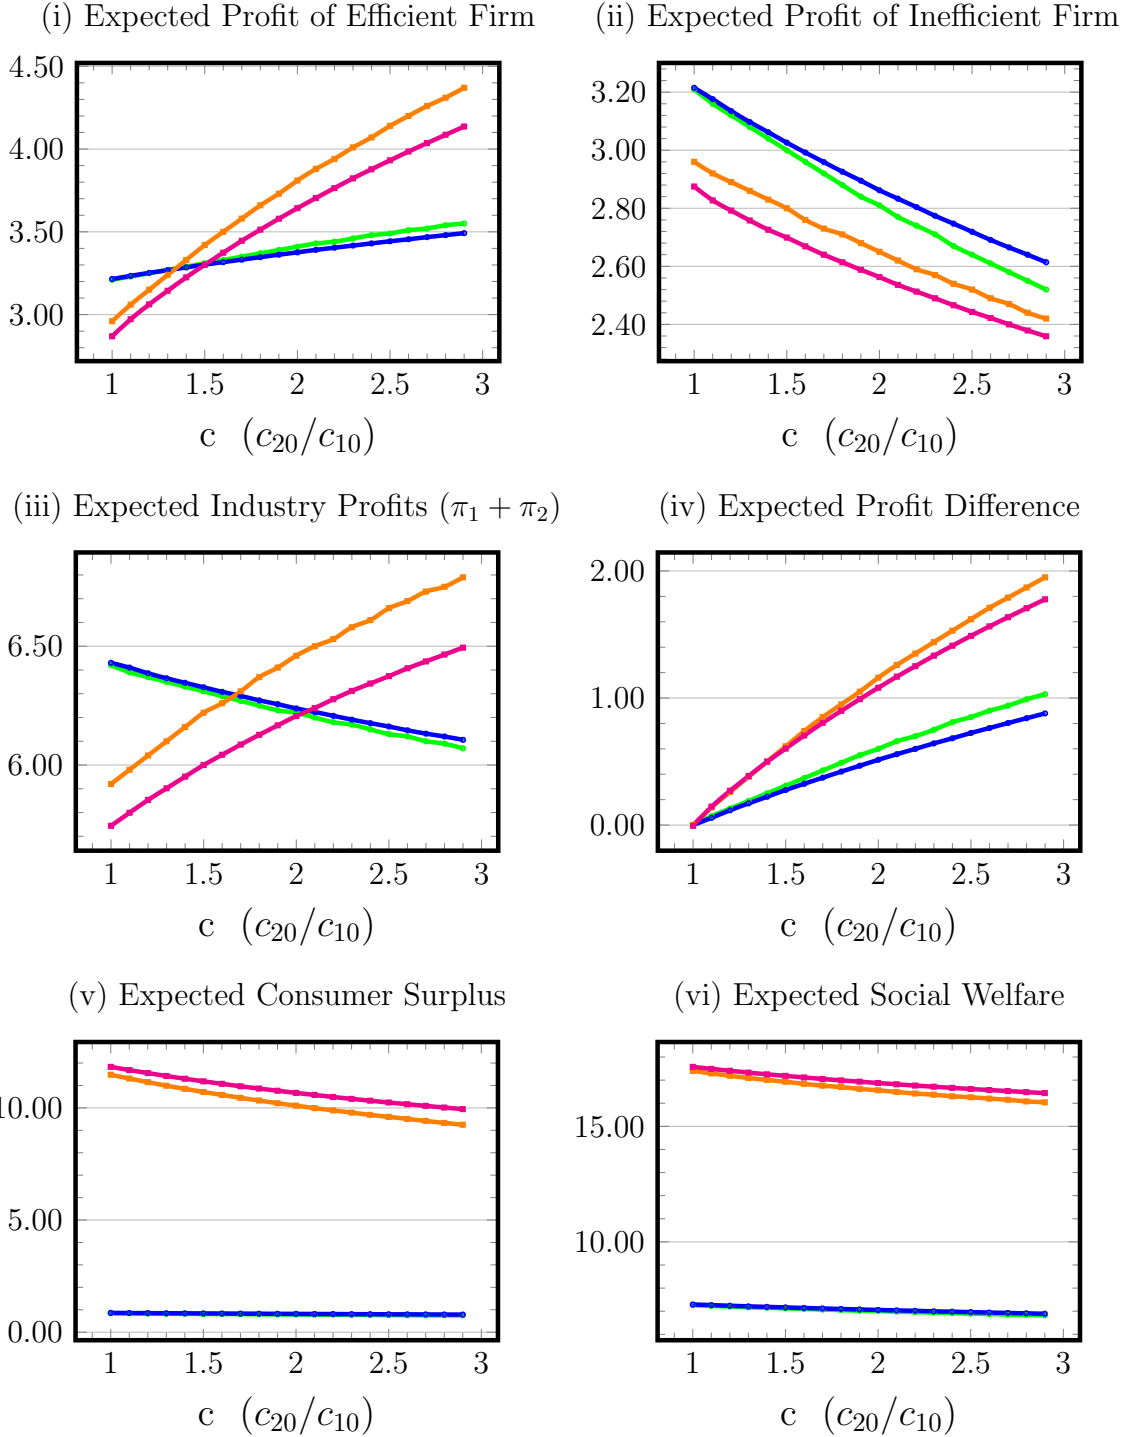 (i) Expected Profit of Efficient Firm
(ii) Expected Profit of Inefficient Firm
4.50
4.00
3.50
3.00
1 1.5 2 2.5 3
c (c₂₀/c₁₀)
3.20
3.00
2.80
2.60
2.40
1 1.5 2 2.5 3
c (c₂₀/c₁₀)
(iii) Expected Industry Profits (π₁ + π₂)
(iv) Expected Profit Difference
6.50
6.00
1 1.5 2 2.5 3
c (c₂₀/c₁₀)
2.00
1.00
0.00
1 1.5 2 2.5 3
c (c₂₀/c₁₀)
(v) Expected Consumer Surplus
(vi) Expected Social Welfare
10.00
5.00
0.00
1 1.5 2 2.5 3
c (c₂₀/c₁₀)
15.00
10.00
1 1.5 2 2.5 3
c (c₂₀/c₁₀)